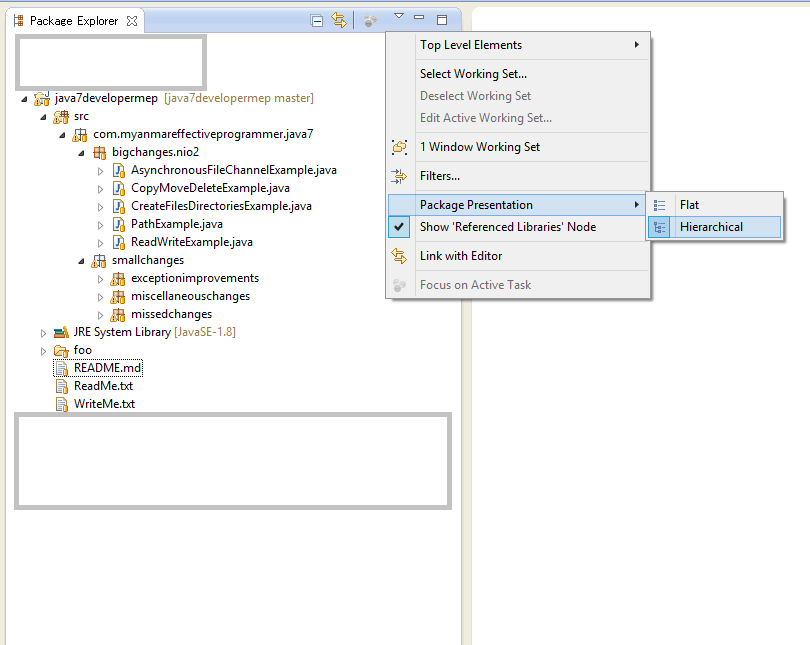 Package Explorer
java7developermep [java7developermep master]
src
com.myanmareffectiveprogrammer.java7
bigchanges.nio2
AsynchronousFileChannelExample.java
CopyMoveDeleteExample.java
CreateFilesDirectoriesExample.java
PathExample.java
ReadWriteExample.java
smallchanges
exceptionimprovements
miscellaneouschanges
missedchanges
JRE System Library [JavaSE-1.8]
foo
README.md
ReadMe.txt
WriteMe.txt
Top Level Elements
Select Working Set...
Deselect Working Set
Edit Active Working Set...
1 Window Working Set
Filters...
Package Presentation
Show 'Referenced Libraries' Node
Link with Editor
Focus on Active Task
Flat
Hierarchical